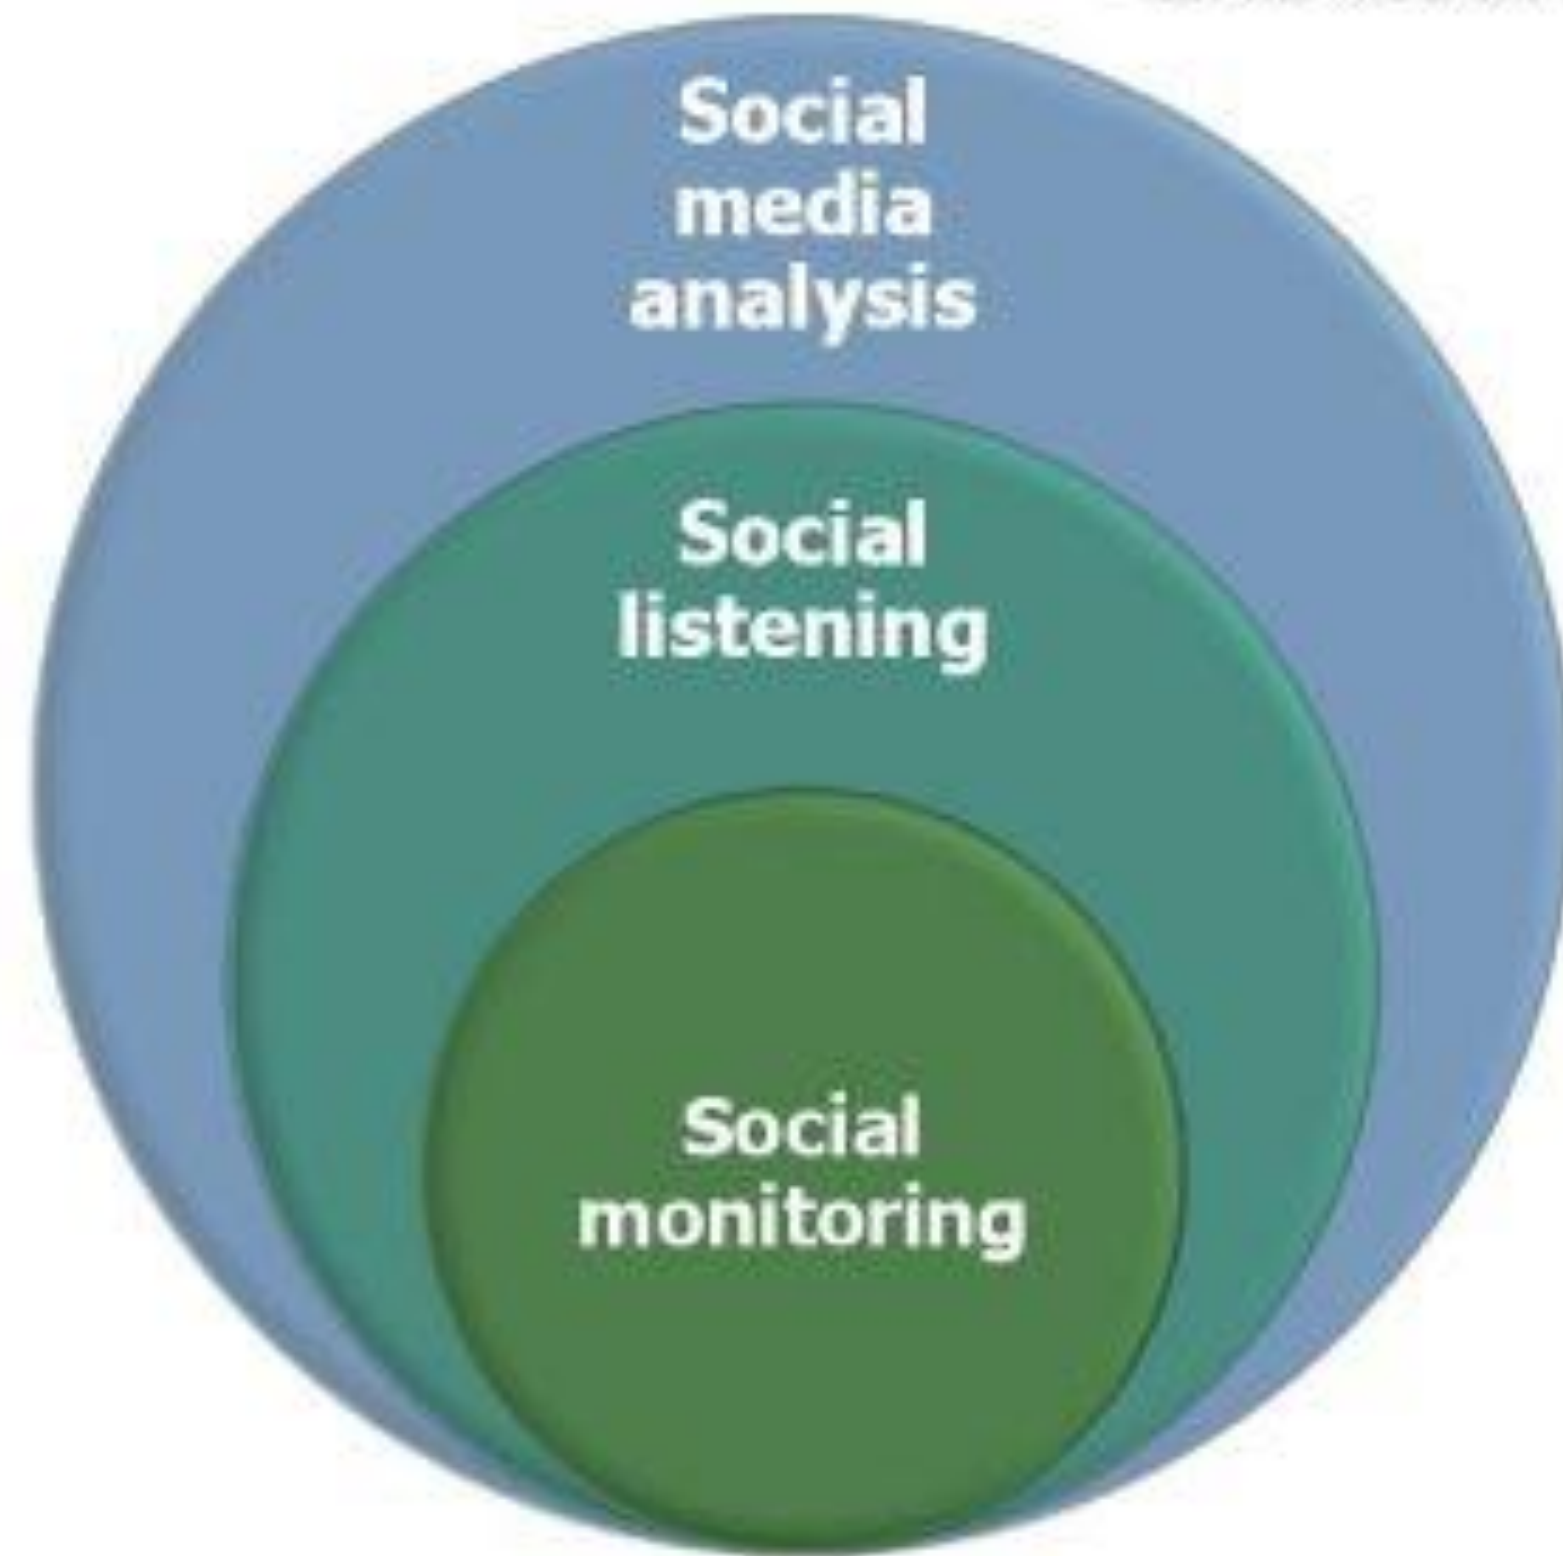 Social
media
analysis
Social
listening
Social
monitoring